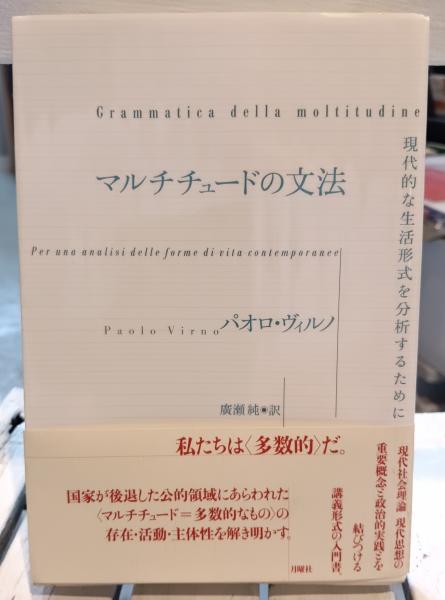 Grammatica della moltitudine
マルチチュードの文法
現代的な生活形式を分析するために
Per una analisi delle forme di vita contemporanee
Paolo Virno パオロ・ヴィルノ
廣瀬 純■訳
私たちは〈多数的〉だ。
国家が後退した公的領域にあらわれた
〈マルチチュード＝多数的なもの〉の
存在・活動・主体性を解き明かす。
現代社会理論、現代思想の
重要概念を政治的実践とを
結びつける
講義形式の入門書。
月曜社